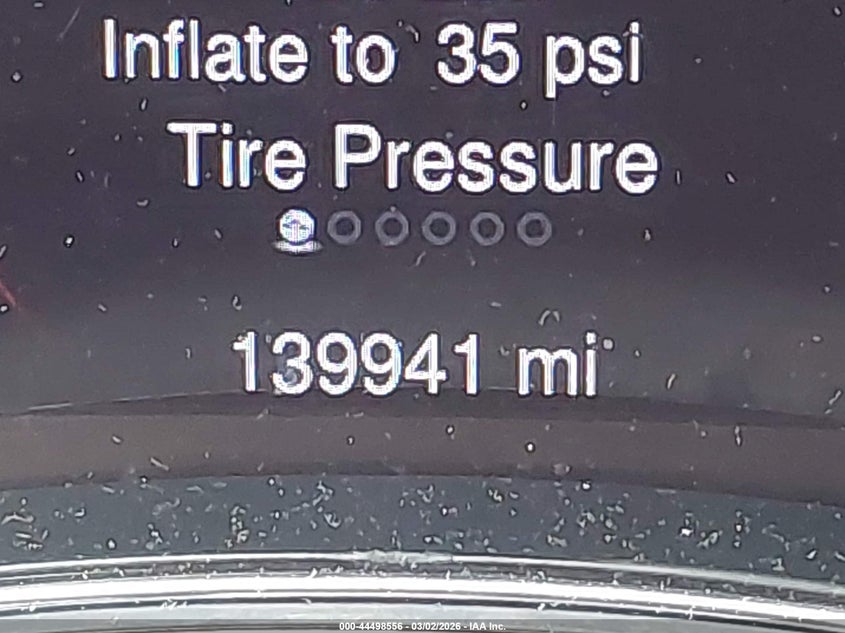 Inflate to 35 psi
Tire Pressure
139941 mi
000-44498556 - 03/02/2026 - IAA Inc.